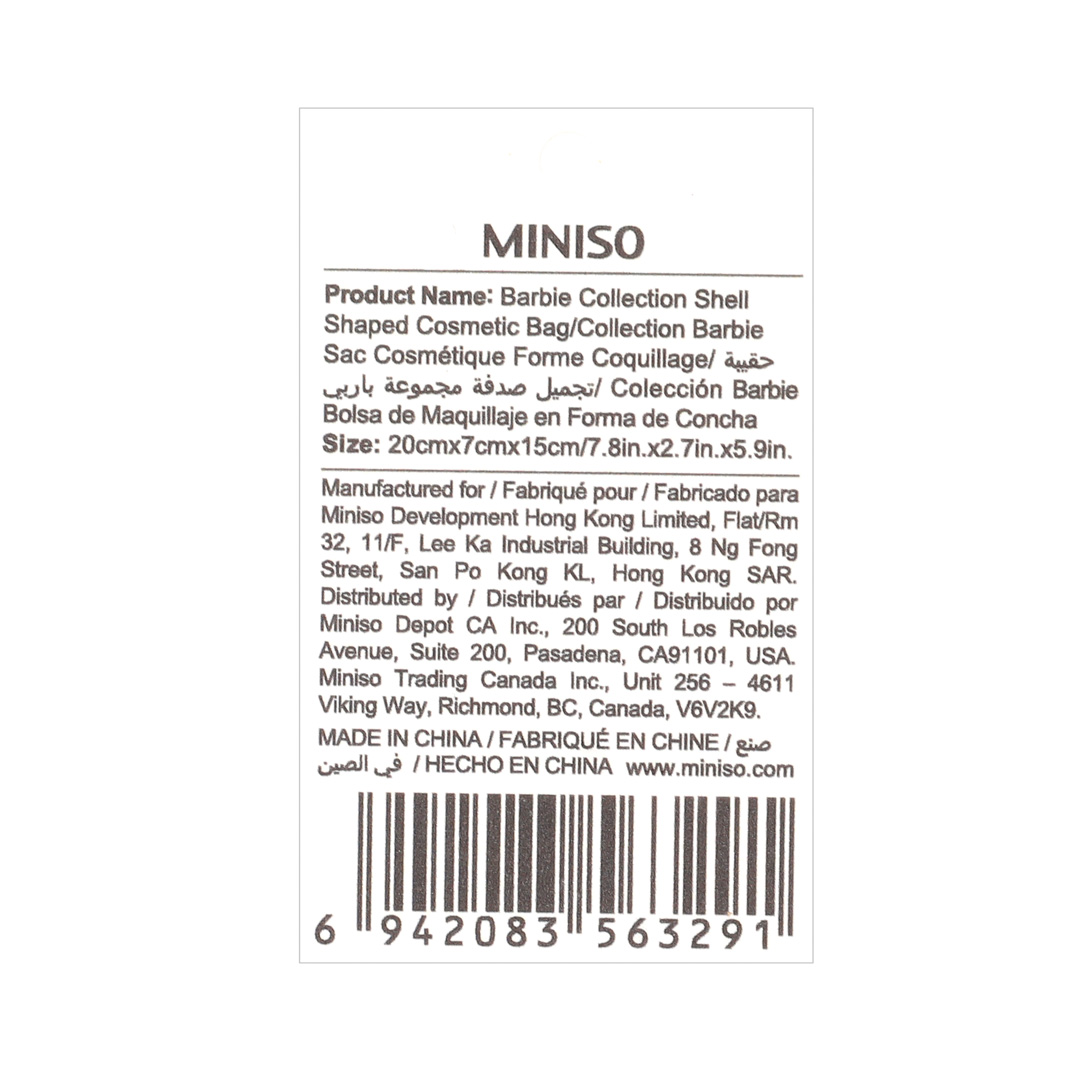 MINISO
Product Name: Barbie Collection Shell
Shaped Cosmetic Bag/Collection Barbie
Sac Cosmétique Forme Coquillage/ حقيبة
تجميل صدفة مجموعة باربي/ Colección Barbie
Bolsa de Maquillaje en Forma de Concha
Size: 20cmx7cmx15cm/7.8in.x2.7in.x5.9in.
Manufactured for / Fabriqué pour / Fabricado para
Miniso Development Hong Kong Limited, Flat/Rm
32, 11/F, Lee Ka Industrial Building, 8 Ng Fong
Street, San Po Kong KL, Hong Kong SAR.
Distributed by / Distribués par / Distribuido por
Miniso Depot CA Inc., 200 South Los Robles
Avenue, Suite 200, Pasadena, CA91101, USA.
Miniso Trading Canada Inc., Unit 256 – 4611
Viking Way, Richmond, BC, Canada, V6V2K9.
MADE IN CHINA / FABRIQUÉ EN CHINE / صنع
في الصين / HECHO EN CHINA www.miniso.com
6 942083 563291